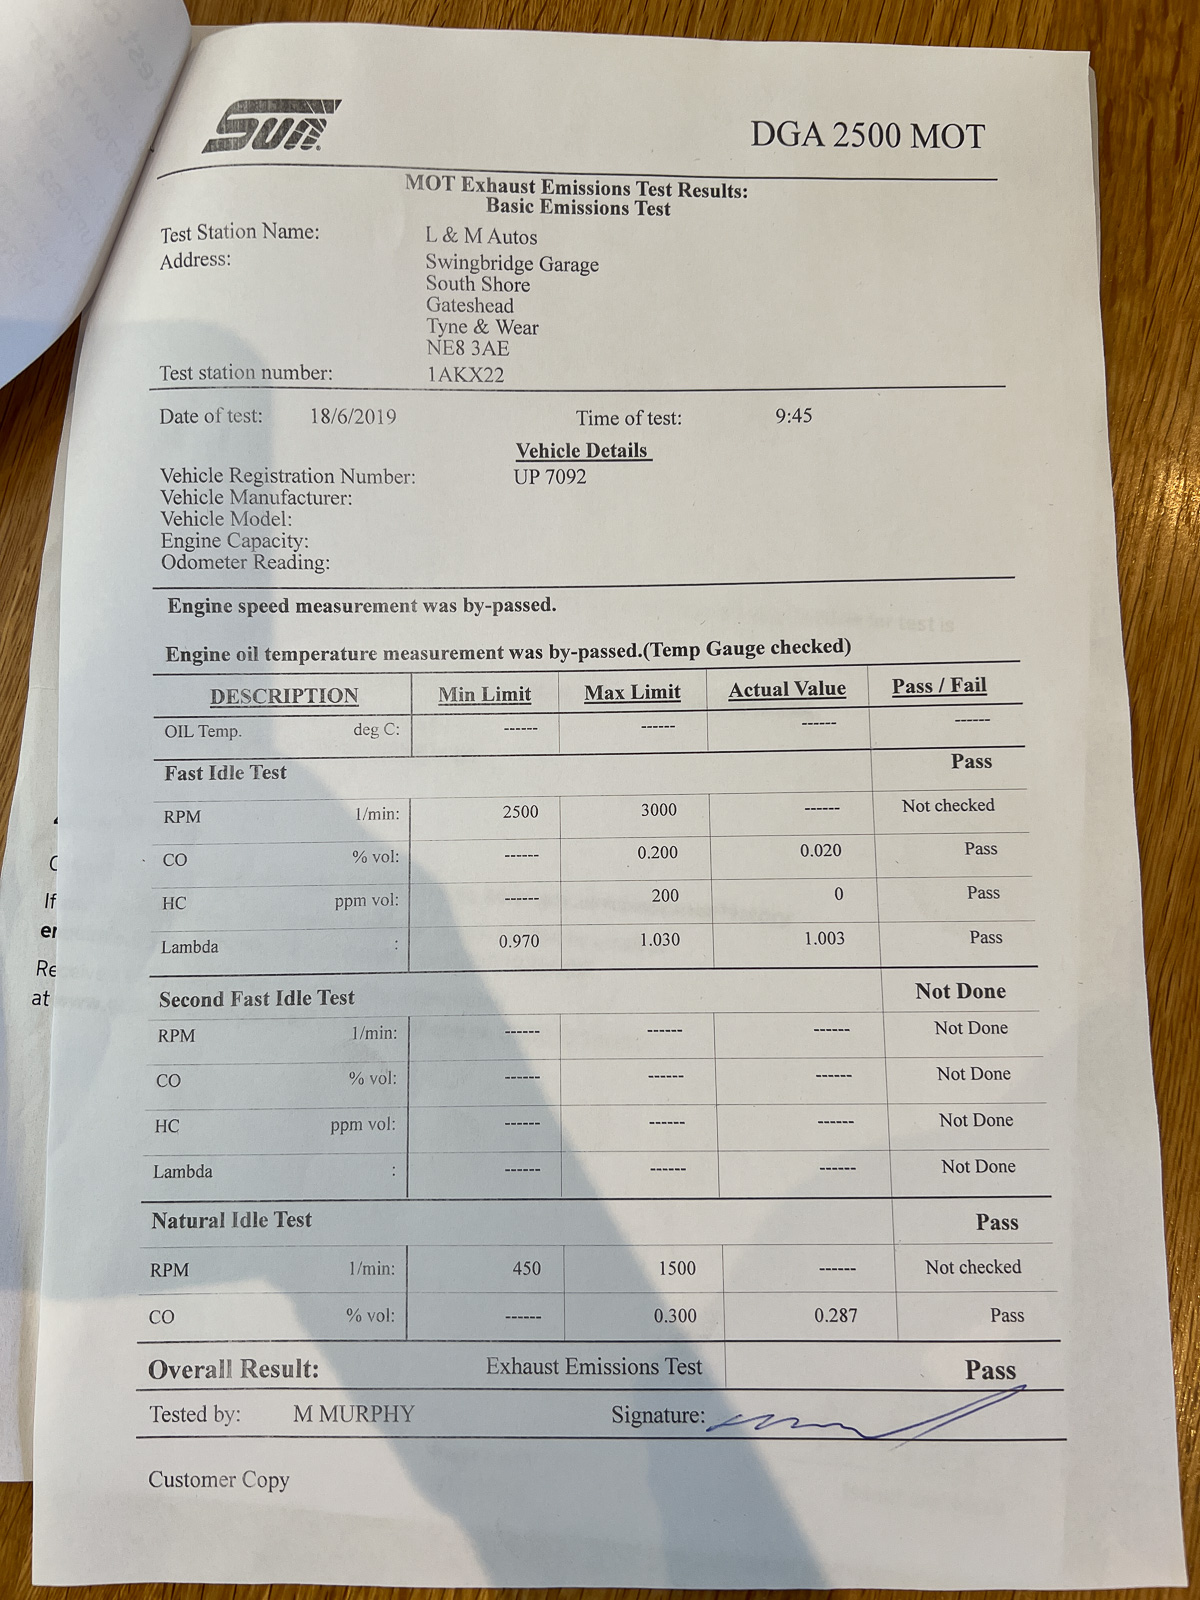 Sun
DGA 2500 MOT
MOT Exhaust Emissions Test Results:
Basic Emissions Test
Test Station Name: L & M Autos
Address: Swingbridge Garage
South Shore
Gateshead
Tyne & Wear
NE8 3AE
Test station number: 1AKX22
Date of test: 18/6/2019 Time of test: 9:45
Vehicle Details
Vehicle Registration Number: UP 7092
Vehicle Manufacturer:
Vehicle Model:
Engine Capacity:
Odometer Reading:
Engine speed measurement was by-passed.
Engine oil temperature measurement was by-passed.(Temp Gauge checked)
DESCRIPTION Min Limit Max Limit Actual Value Pass / Fail
OIL Temp. deg C: ------ ------ ------ ------
Fast Idle Test Pass
RPM 1/min: 2500 3000 ------ Not checked
CO % vol: ------ 0.200 0.020 Pass
HC ppm vol: ------ 200 0 Pass
Lambda : 0.970 1.030 1.003 Pass
Second Fast Idle Test Not Done
RPM 1/min: ------ ------ ------ Not Done
CO % vol: ------ ------ ------ Not Done
HC ppm vol: ------ ------ ------ Not Done
Lambda : ------ ------ ------ Not Done
Natural Idle Test Pass
RPM 1/min: 450 1500 ------ Not checked
CO % vol: ------ 0.300 0.287 Pass
Overall Result: Exhaust Emissions Test Pass
Tested by: M MURPHY Signature:
Customer Copy
If
er
Re
at